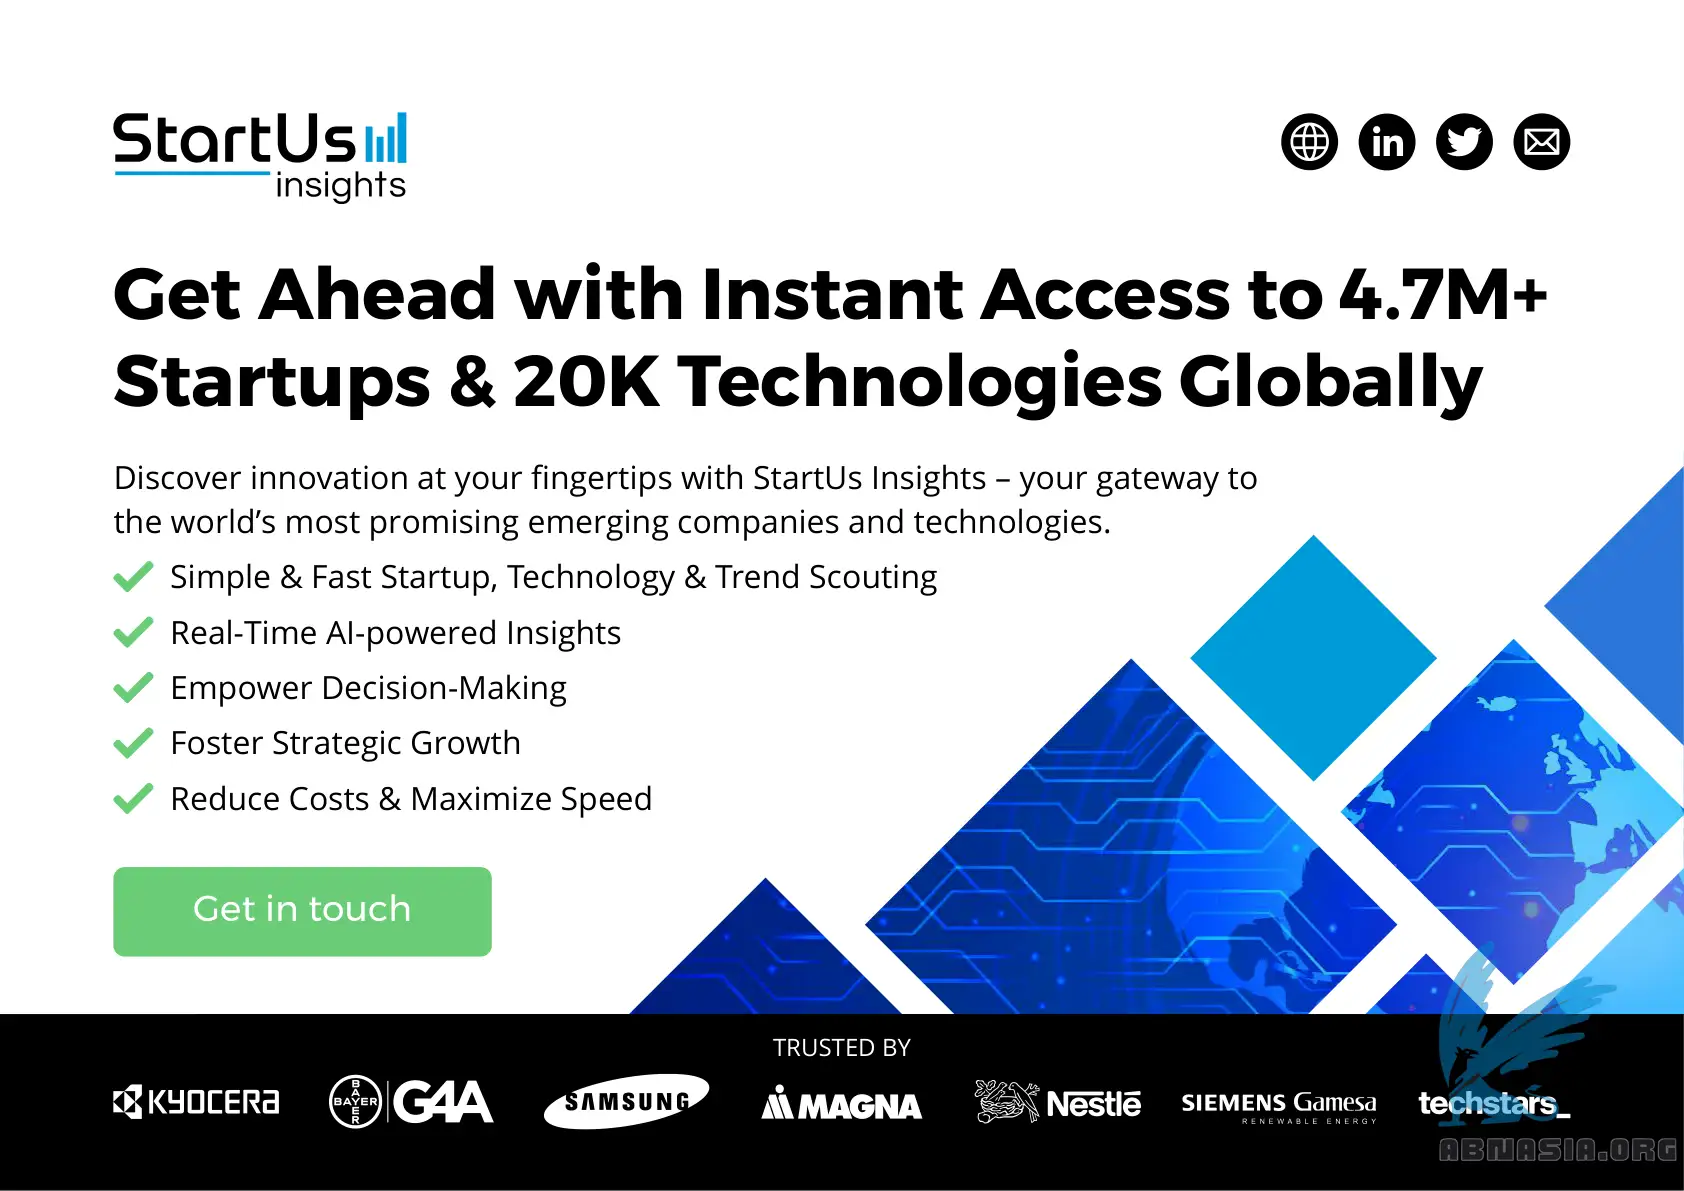 StartUs
insights
in
Get Ahead with Instant Access to 4.7M+
Startups & 20K Technologies Globally
Discover innovation at your fingertips with StartUs Insights – your gateway to
the world’s most promising emerging companies and technologies.
Simple & Fast Startup, Technology & Trend Scouting
Real-Time AI-powered Insights
Empower Decision-Making
Foster Strategic Growth
Reduce Costs & Maximize Speed
Get in touch
TRUSTED BY
KYOCERA
BAYER BAYER G4A
SAMSUNG
MAGNA
Nestlé
SIEMENS Gamesa
RENEWABLE ENERGY
techstars_
ABNASIA.ORG